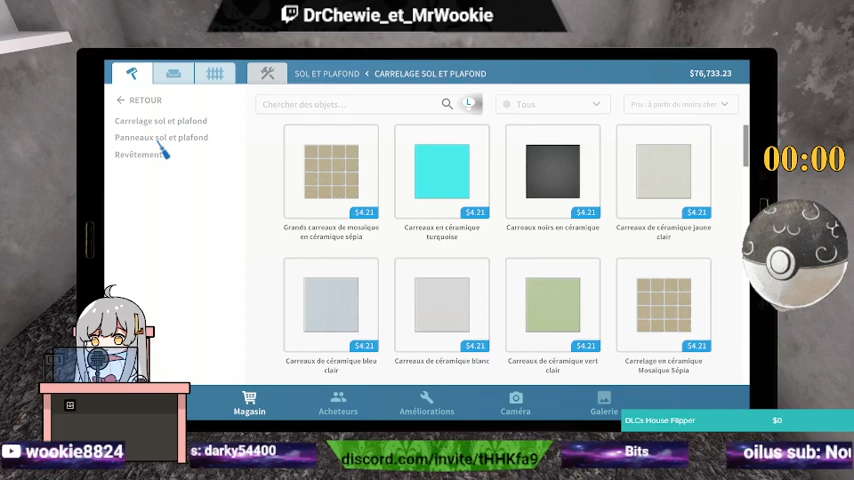 DrChewie_et_MrWookie
SOL ET PLAFOND < CARRELAGE SOL ET PLAFOND
$76,733.23
RETOUR
Carrelage sol et plafond
Panneaux sol et plafond
Revêtement
Chercher des objets...
L
Tous
Prix : à partir du moins cher
$4.21
$4.21
$4.21
$4.21
Grands carreaux de mosaïque en céramique sépia
Carreaux en céramique turquoise
Carreaux noirs en céramique
Carreaux de céramique jaune clair
$4.21
$4.21
$4.21
$4.21
Carreaux de céramique bleu clair
Carreaux de céramique blanc
Carreaux de céramique vert clair
Carrelage en céramique Mosaïque Sépia
00:00
Magasin
Acheteurs
Améliorations
Caméra
Galerie
DLCs House Flipper
$0
wookie8824
s: darky54400
discord.com/invite/tHHKfa9
- Bits
oilus sub: Nou